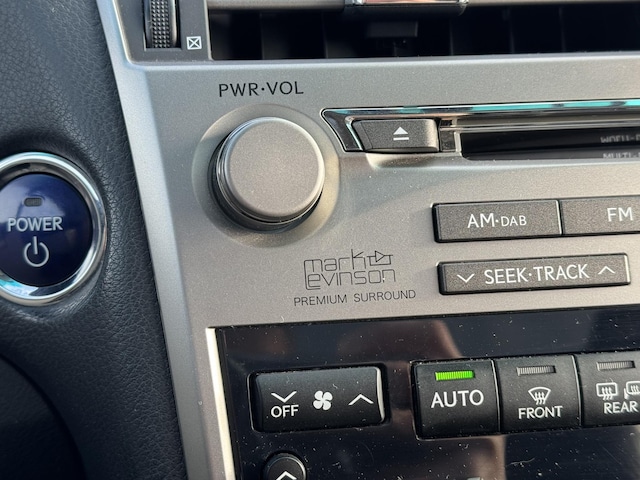 PWR·VOL
POWER
AM·DAB
FM
mark
Levinson
PREMIUM SURROUND
SEEK·TRACK
OFF
AUTO
FRONT
REAR